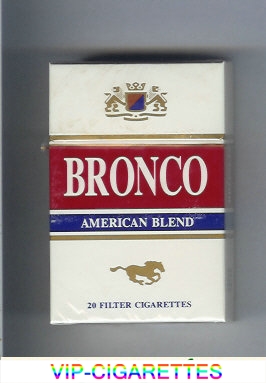 BRONCO
AMERICAN BLEND
20 FILTER CIGARETTES
VIP-CIGARETTES